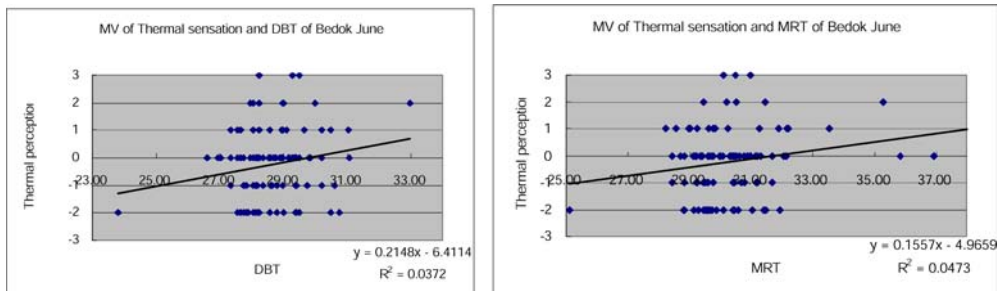 MV of Thermal sensation and DBT of Bedok June
Thermal perception
3
2
1
0
-1
-2
-3
23.00 25.00 27.00 29.00 31.00 33.00
y = 0.2148x - 6.4114
R² = 0.0372
DBT
MV of Thermal sensation and MRT of Bedok June
Thermal perception
3
2
1
0
-1
-2
-3
25.00 27.00 29.00 31.00 33.00 35.00 37.00
y = 0.1557x - 4.9659
R² = 0.0473
MRT